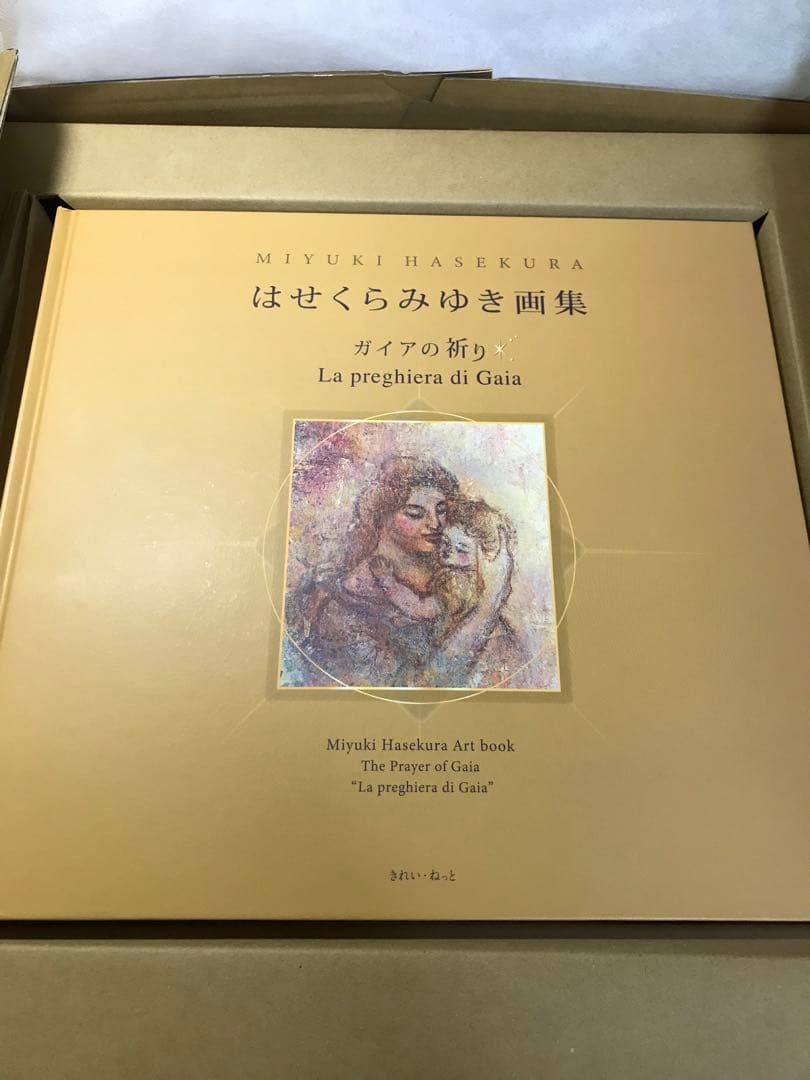 MIYUKI HASEKURA
はせくらみゆき画集
ガイアの祈り
La preghiera di Gaia
Miyuki Hasekura Art book
The Prayer of Gaia
“La preghiera di Gaia”
きれい・ねっと